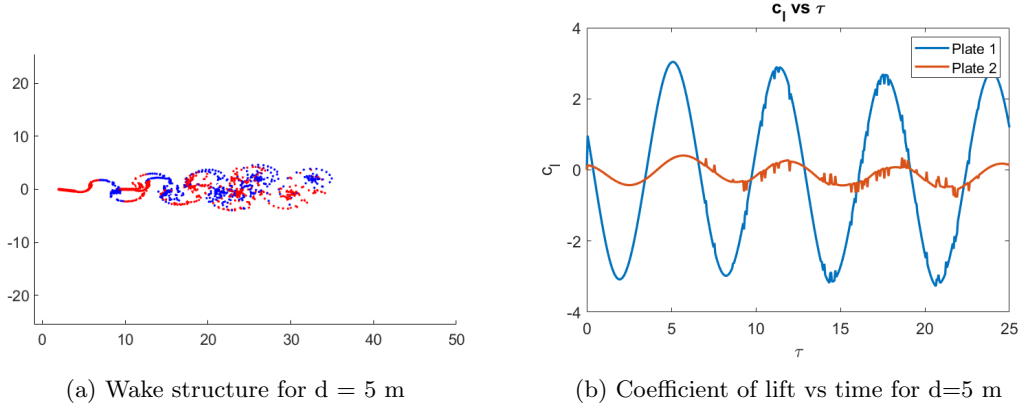 20
10
0
-10
-20
0 10 20 30 40 50
(a) Wake structure for d = 5 m
c_l vs τ
4
2
0
-2
-4
c_l
Plate 1
Plate 2
0 5 10 15 20 25
τ
(b) Coefficient of lift vs time for d=5 m